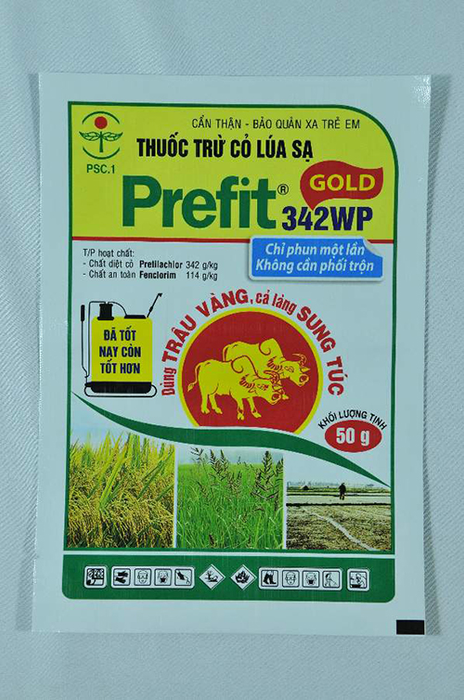 CẨN THẬN - BẢO QUẢN XA TRẺ EM
PSC.1
THUỐC TRỪ CỎ LÚA SẠ
Prefit® GOLD
342WP
Chỉ phun một lần
Không cần phối trộn
T/P hoạt chất:
- Chất diệt cỏ Pretilachlor 342 g/kg
- Chất an toàn Fenclorim 114 g/kg
ĐÃ TỐT
NAY CÒN
TỐT HƠN
Dùng TRÂU VÀNG, cả làng SUNG TÚC
KHỐI LƯỢNG TỊNH
50 g